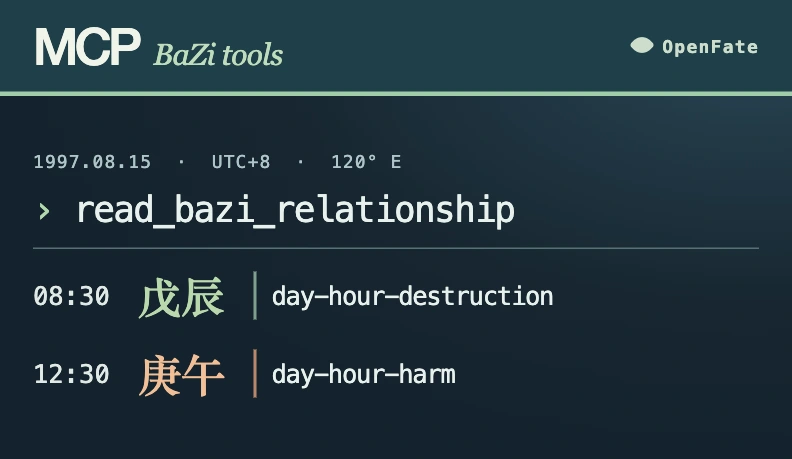 MCP BaZi tools
OpenFate
1997.08.15 · UTC+8 · 120° E
› read_bazi_relationship
08:30 戊辰 day-hour-destruction
12:30 庚午 day-hour-harm